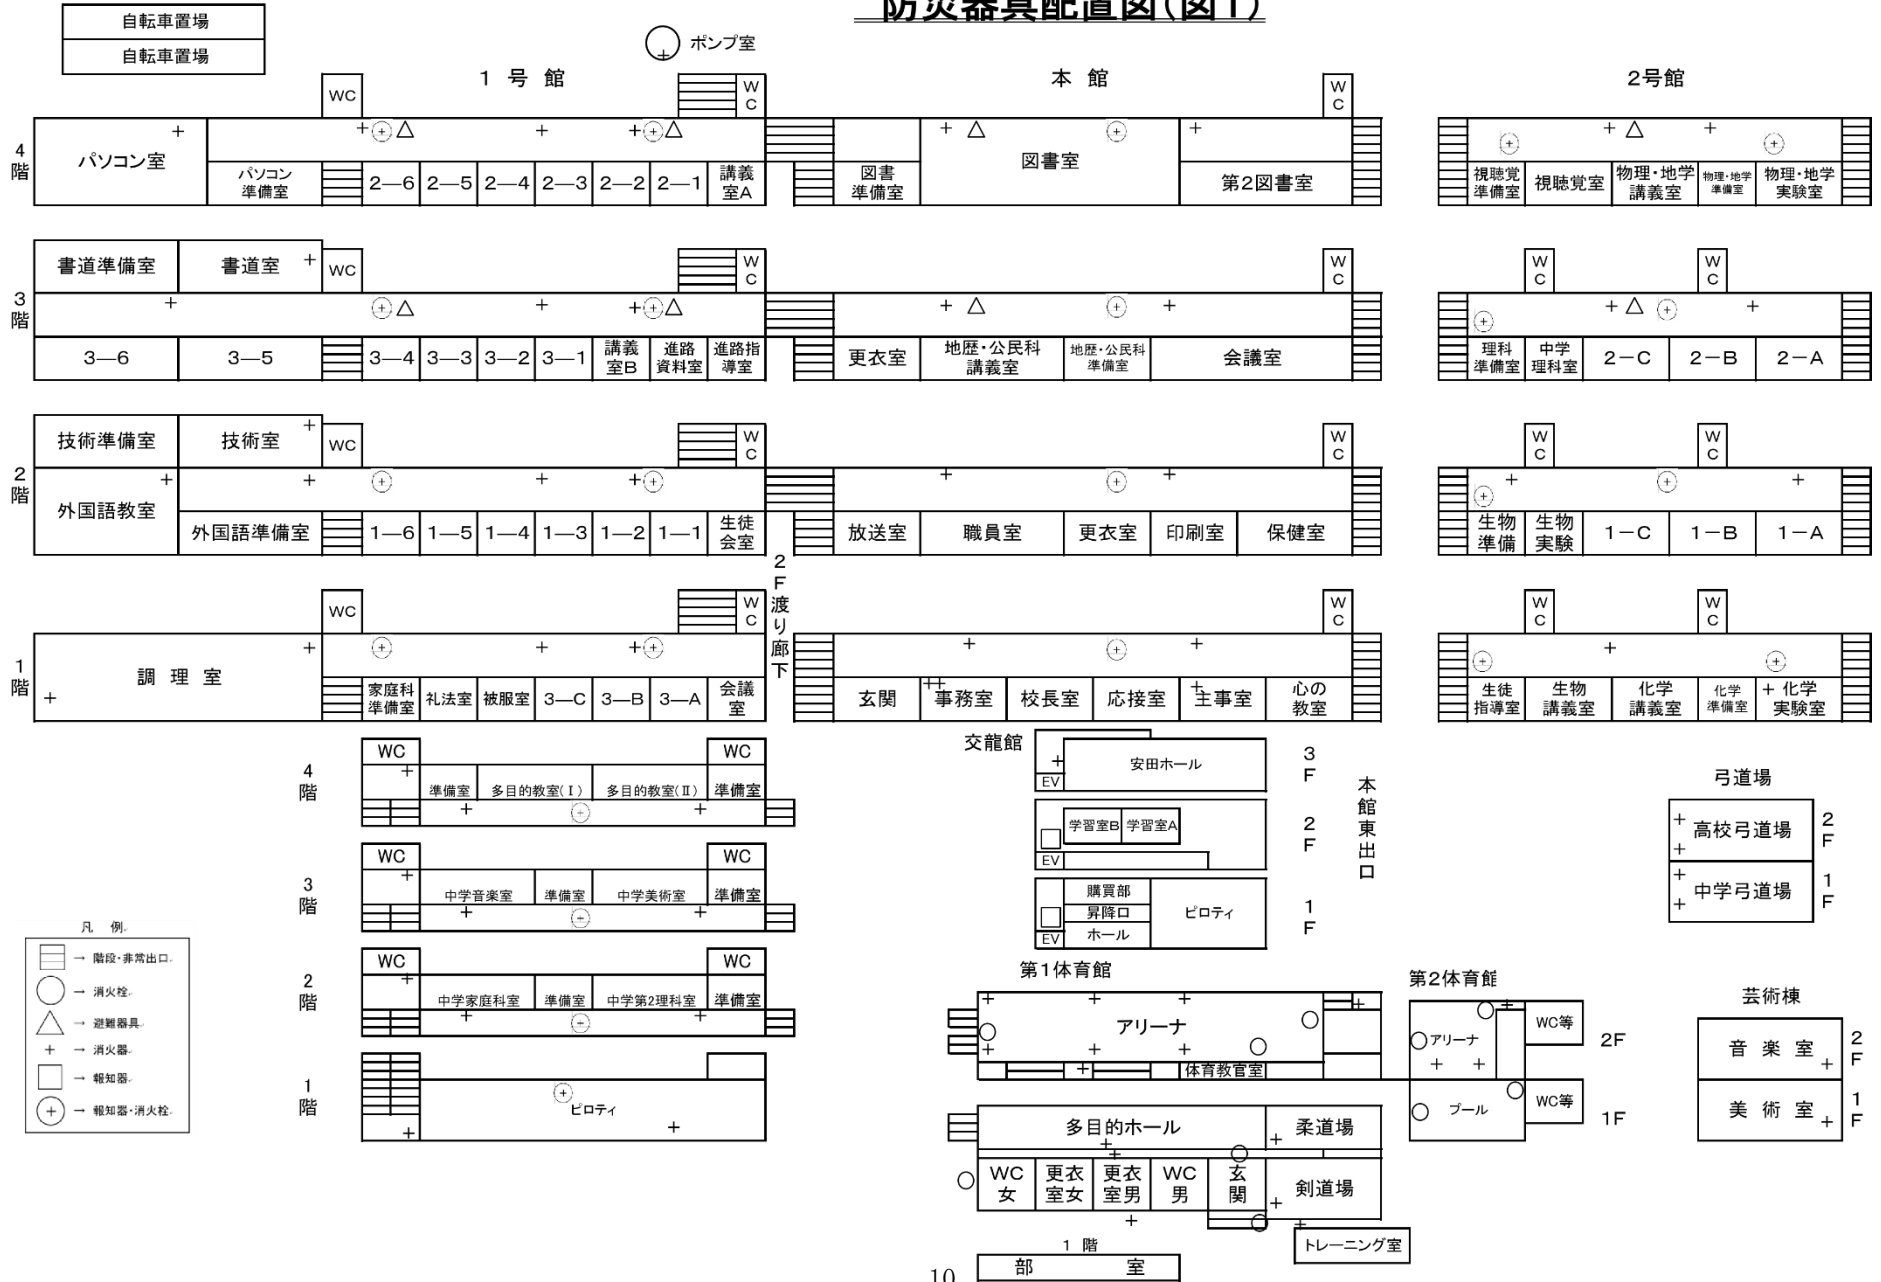 防災器具配置図(図1)
自転車置場
自転車置場
ポンプ室
1 号 館
本 館
2号館
WC
WC
WC
4階
パソコン室
パソコン準備室
2―6
2―5
2―4
2―3
2―2
2―1
講義室A
図書準備室
図書室
第2図書室
視聴覚準備室
視聴覚室
物理・地学講義室
物理・地学準備室
物理・地学実験室
3階
書道準備室
書道室
WC
WC
WC
WC
WC
3―6
3―5
3―4
3―3
3―2
3―1
講義室B
進路資料室
進路指導室
更衣室
地歴・公民科講義室
地歴・公民科準備室
会議室
理科準備室
中学理科室
2－C
2－B
2－A
2階
技術準備室
技術室
WC
WC
WC
WC
WC
外国語教室
外国語準備室
1―6
1―5
1―4
1―3
1―2
1―1
生徒会室
放送室
職員室
更衣室
印刷室
保健室
生物準備
生物実験
1－C
1－B
1－A
2F渡り廊下
1階
WC
WC
WC
WC
WC
調 理 室
家庭科準備室
礼法室
被服室
3―C
3―B
3―A
会議室
玄関
事務室
校長室
応接室
主事室
心の教室
生徒指導室
生物講義室
化学講義室
化学準備室
化学実験室
4階
WC
WC
準備室
多目的教室(Ⅰ)
多目的教室(Ⅱ)
準備室
3階
WC
WC
中学音楽室
準備室
中学美術室
準備室
2階
WC
WC
中学家庭科室
準備室
中学第2理科室
準備室
1階
ピロティ
交龍館
安田ホール
EV
3F
学習室B
学習室A
EV
2F
購買部
昇降口
ホール
EV
ピロティ
1F
本館東出口
弓道場
高校弓道場
2F
中学弓道場
1F
凡 例
→ 階段・非常出口
→ 消火栓
→ 避難器具
→ 消火器
→ 報知器
→ 報知器・消火栓
第1体育館
アリーナ
体育教官室
多目的ホール
柔道場
WC女
更衣室女
更衣室男
WC男
玄関
剣道場
トレーニング室
第2体育館
アリーナ
WC等
2F
プール
WC等
1F
芸術棟
音 楽 室
2F
美 術 室
1F
1 階
部 室
10